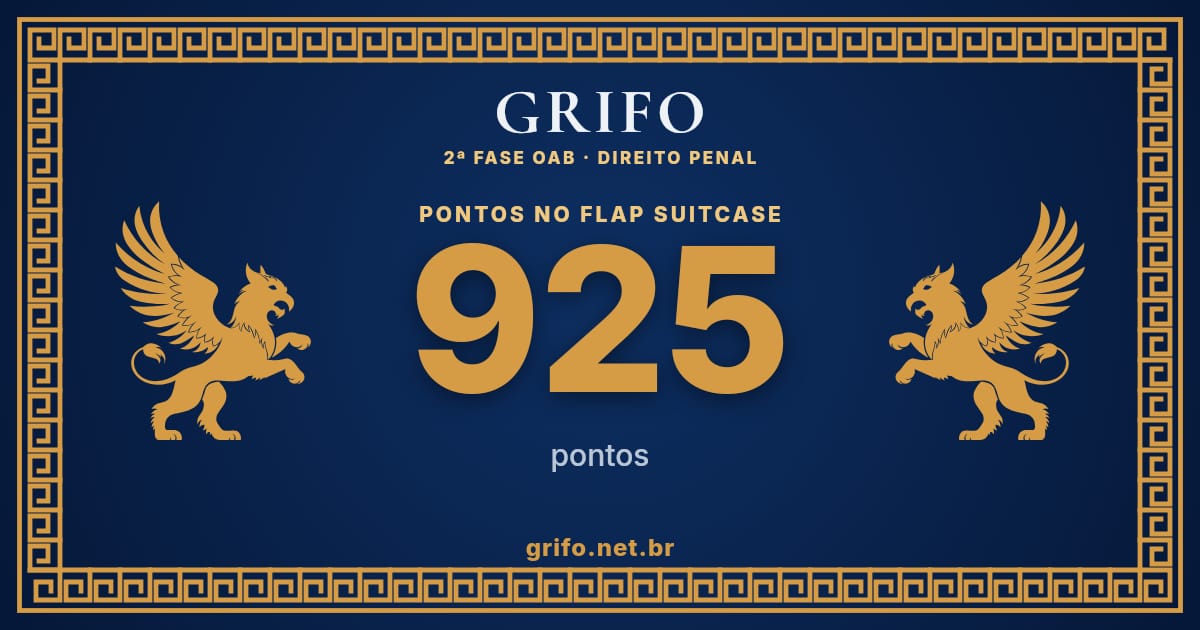 GRIFO
2ª FASE OAB · DIREITO PENAL
PONTOS NO FLAP SUITCASE
925
pontos
grifo.net.br